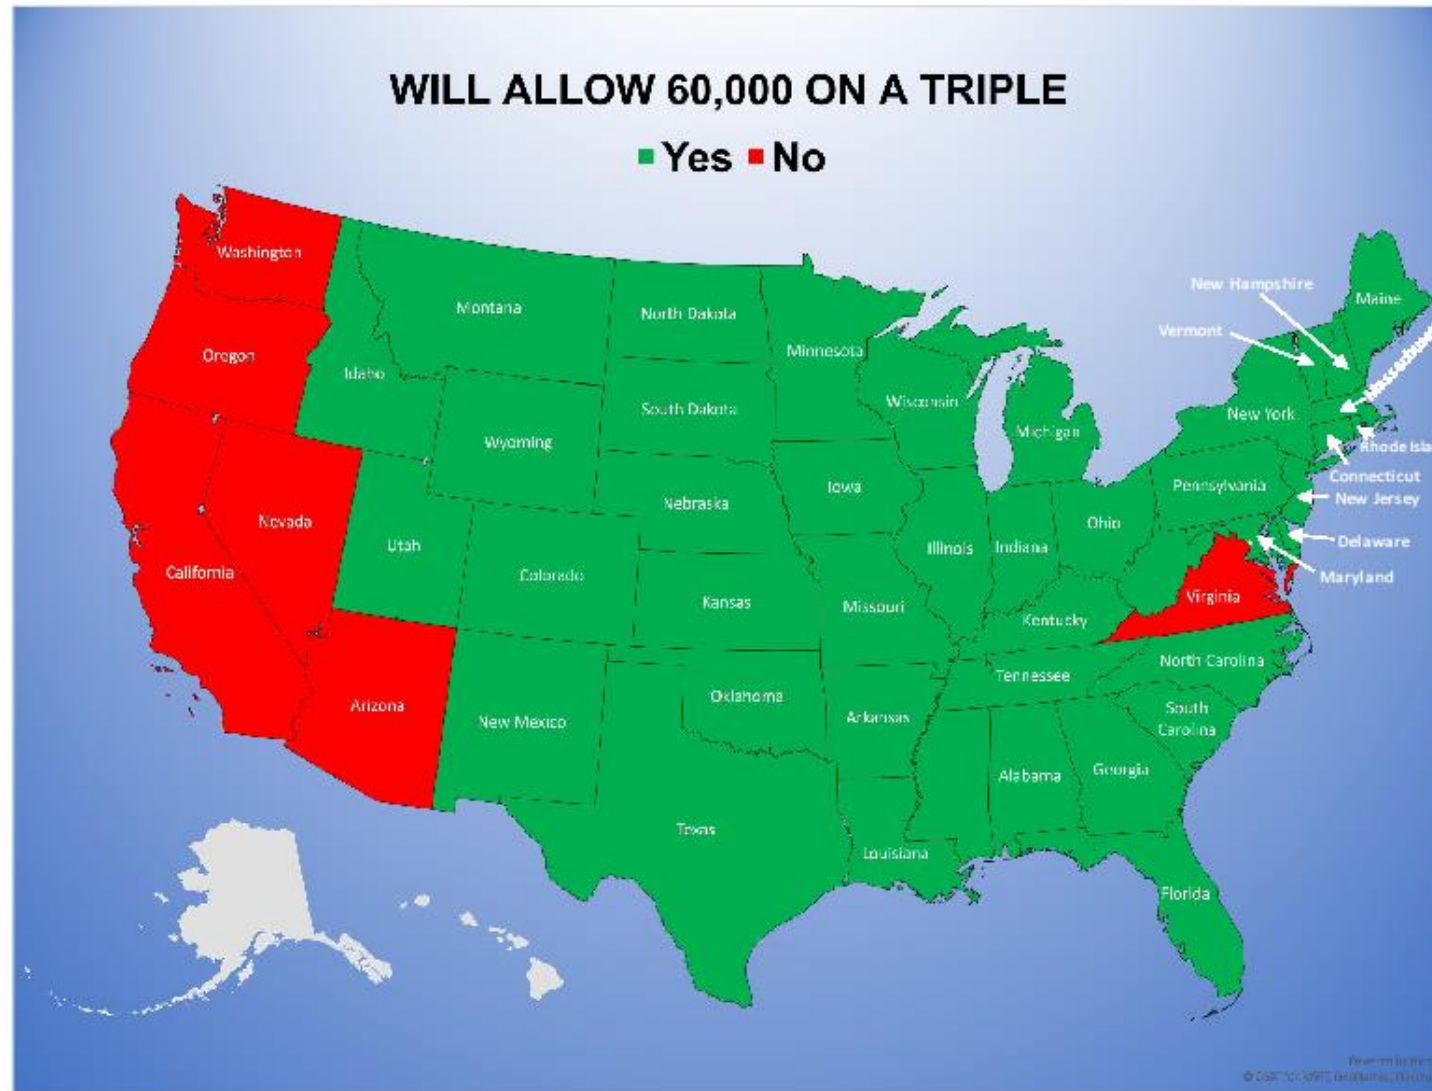 WILL ALLOW 60,000 ON A TRIPLE
Yes No
Washington
Montana
North Dakota
Minnesota
New Hampshire
Maine
Vermont
Oregon
Idaho
South Dakota
Wisconsin
Michigan
New York
Wyoming
Iowa
Nebraska
Pennsylvania
Connecticut
New Jersey
Nevada
Utah
Colorado
Illinois
Indiana
Ohio
Delaware
Maryland
California
Kansas
Missouri
Kentucky
Virginia
Arizona
New Mexico
Oklahoma
Arkansas
Tennessee
North Carolina
South
Carolina
Texas
Alabama
Georgia
Louisiana
Florida
Rhode Isla